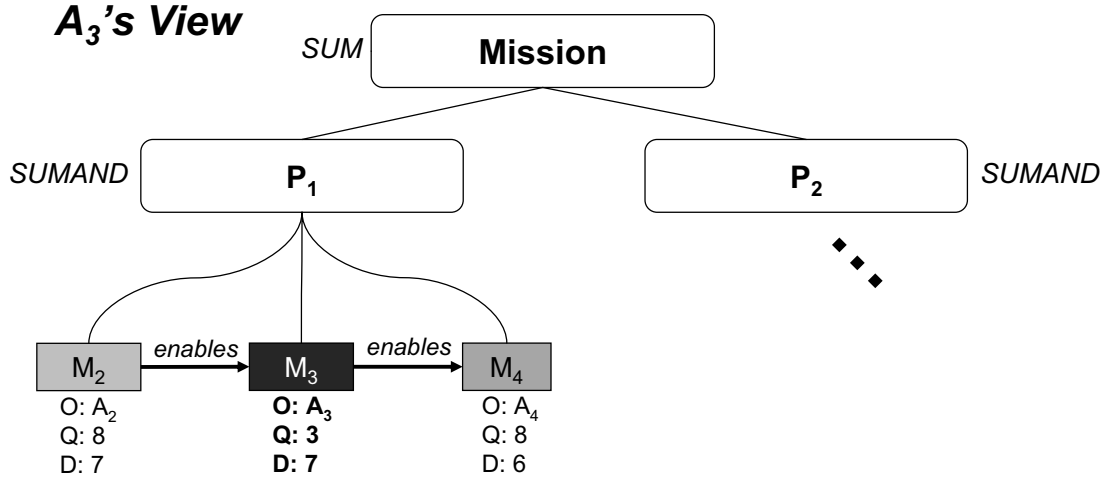 A₃'s View
SUM Mission
SUMAND P₁ P₂ SUMAND
enables enables
M₂ M₃ M₄
O: A₂ O: A₃ O: A₄
Q: 8 Q: 3 Q: 8
D: 7 D: 7 D: 6